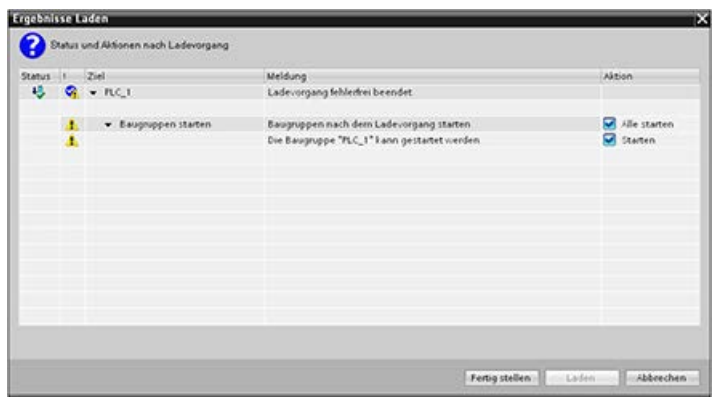 Ergebnisse Laden
Status und Aktionen nach Ladevorgang
Status ! Ziel Meldung Aktion
PLC_1 Ladevorgang fehlerfrei beendet
Baugruppen starten Baugruppen nach dem Ladevorgang starten Alle starten
Die Baugruppe "PLC_1" kann gestartet werden Starten
Fertig stellen Laden Abbrechen